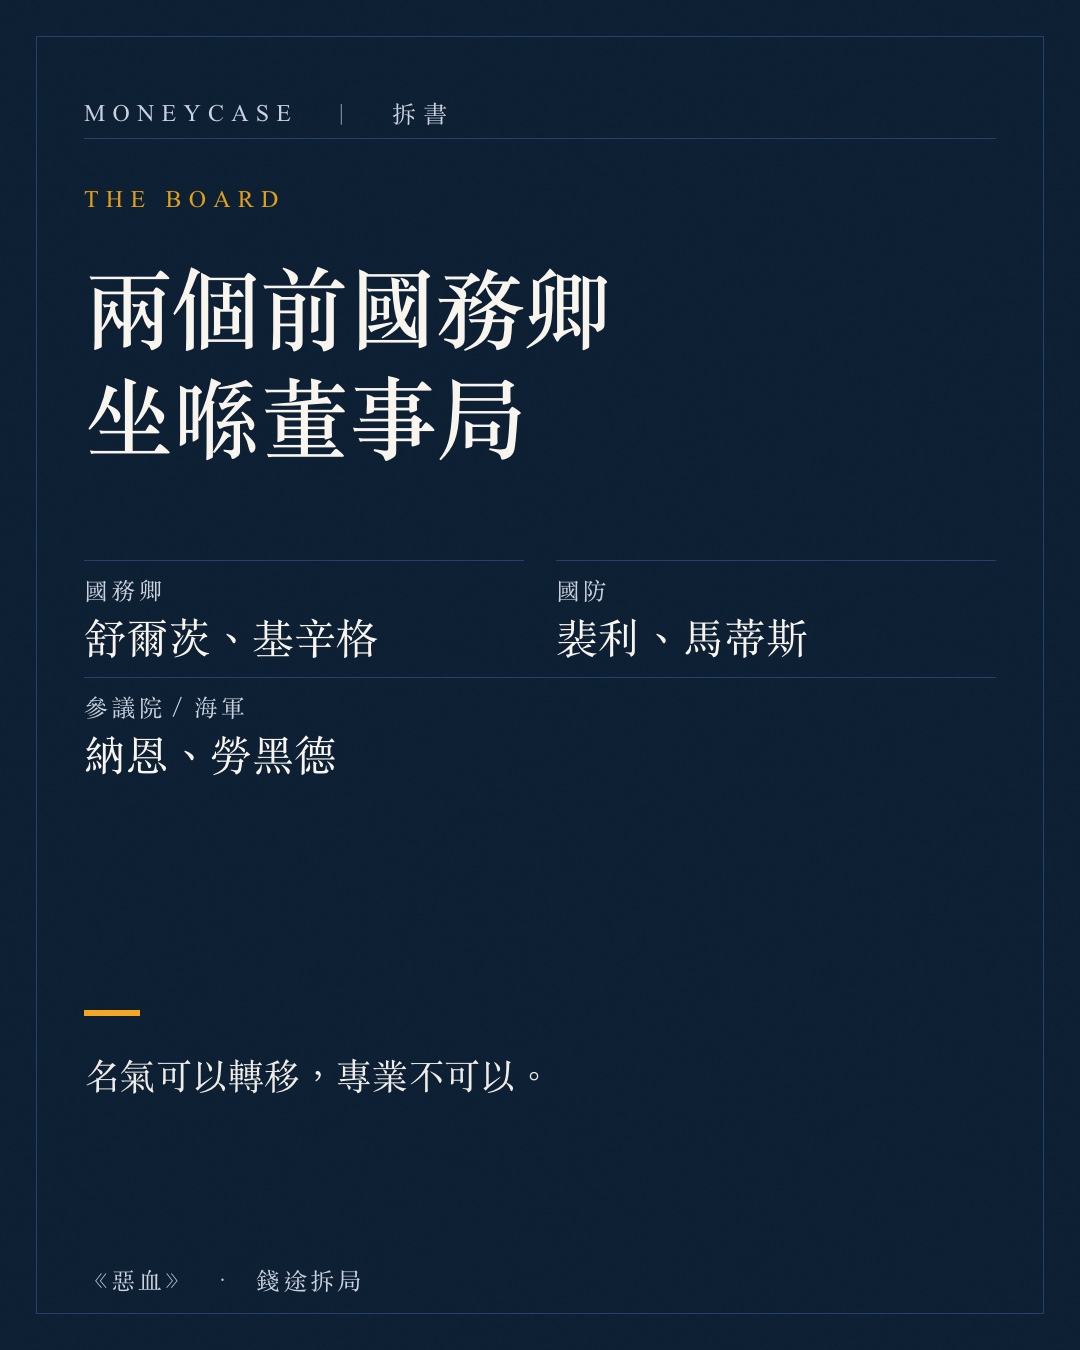 MONEYCASE | 拆書
THE BOARD
兩個前國務卿
坐喺董事局
國務卿
舒爾茨、基辛格
國防
裴利、馬蒂斯
參議院 / 海軍
納恩、勞黑德
名氣可以轉移，專業不可以。
《惡血》 · 錢途拆局